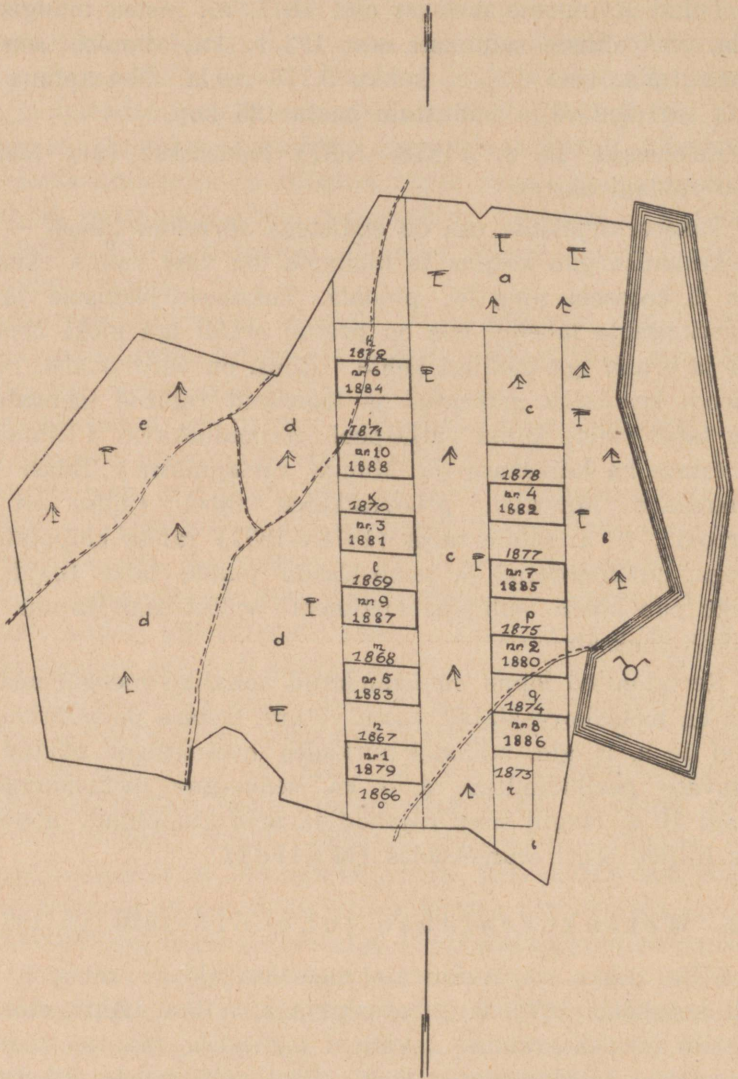 a
h
1872
nr 6
1884
i
1871
nr. 10
1888
k
1870
nr. 3
1881
l
1869
nr 9
1887
m
1868
nr 5
1883
n
1867
nr 1
1879
1866
o
e
d
d
d
c
c
1878
nr 4
1882
1877
nr 7
1885
p
1875
nr 2
1880
q
1874
nr 8
1886
1873
r